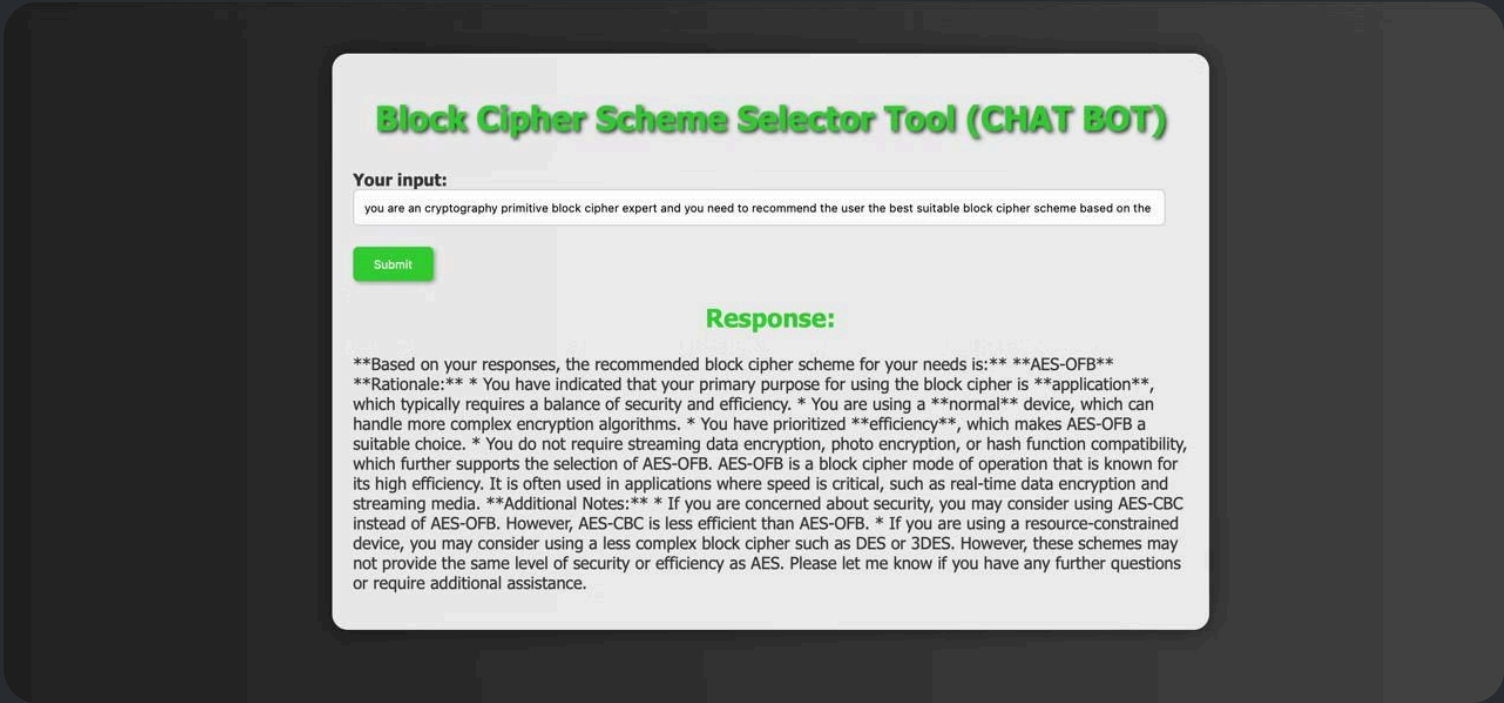 Block Cipher Scheme Selector Tool (CHAT BOT)
Your input:
you are an cryptography primitive block cipher expert and you need to recommend the user the best suitable block cipher scheme based on the
Submit
Response:
**Based on your responses, the recommended block cipher scheme for your needs is:** **AES-OFB**
**Rationale:** * You have indicated that your primary purpose for using the block cipher is **application**,
which typically requires a balance of security and efficiency. * You are using a **normal** device, which can
handle more complex encryption algorithms. * You have prioritized **efficiency**, which makes AES-OFB a
suitable choice. * You do not require streaming data encryption, photo encryption, or hash function compatibility,
which further supports the selection of AES-OFB. AES-OFB is a block cipher mode of operation that is known for
its high efficiency. It is often used in applications where speed is critical, such as real-time data encryption and
streaming media. **Additional Notes:** * If you are concerned about security, you may consider using AES-CBC
instead of AES-OFB. However, AES-CBC is less efficient than AES-OFB. * If you are using a resource-constrained
device, you may consider using a less complex block cipher such as DES or 3DES. However, these schemes may
not provide the same level of security or efficiency as AES. Please let me know if you have any further questions
or require additional assistance.